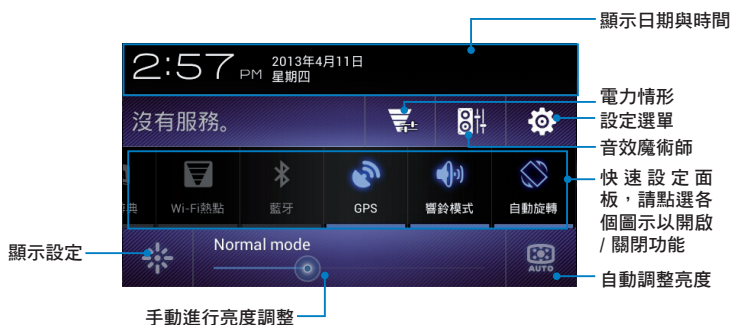 顯示日期與時間
2:57 PM
2013年4月11日
星期四
電力情形
沒有服務。
設定選單
音效魔術師
快速設定面
板，請點選各
個圖示以開啟
/ 關閉功能
典
Wi-Fi熱點
藍牙
GPS
響鈴模式
自動旋轉
顯示設定
Normal mode
AUTO
自動調整亮度
手動進行亮度調整